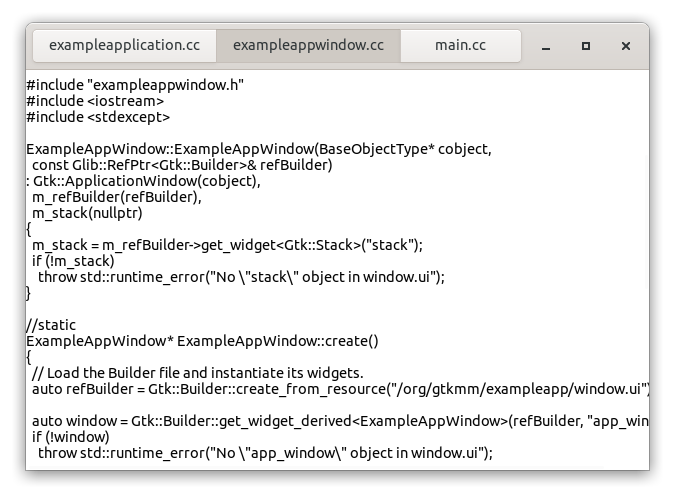 exampleapplication.cc exampleappwindow.cc main.cc
#include "exampleappwindow.h"
#include <iostream>
#include <stdexcept>
ExampleAppWindow::ExampleAppWindow(BaseObjectType* cobject,
const Glib::RefPtr<Gtk::Builder>& refBuilder)
: Gtk::ApplicationWindow(cobject),
m_refBuilder(refBuilder),
m_stack(nullptr)
{
m_stack = m_refBuilder->get_widget<Gtk::Stack>("stack");
if (!m_stack)
throw std::runtime_error("No \"stack\" object in window.ui");
}
//static
ExampleAppWindow* ExampleAppWindow::create()
{
// Load the Builder file and instantiate its widgets.
auto refBuilder = Gtk::Builder::create_from_resource("/org/gtkmm/exampleapp/window.ui")
auto window = Gtk::Builder::get_widget_derived<ExampleAppWindow>(refBuilder, "app_win
if (!window)
throw std::runtime_error("No \"app_window\" object in window.ui");